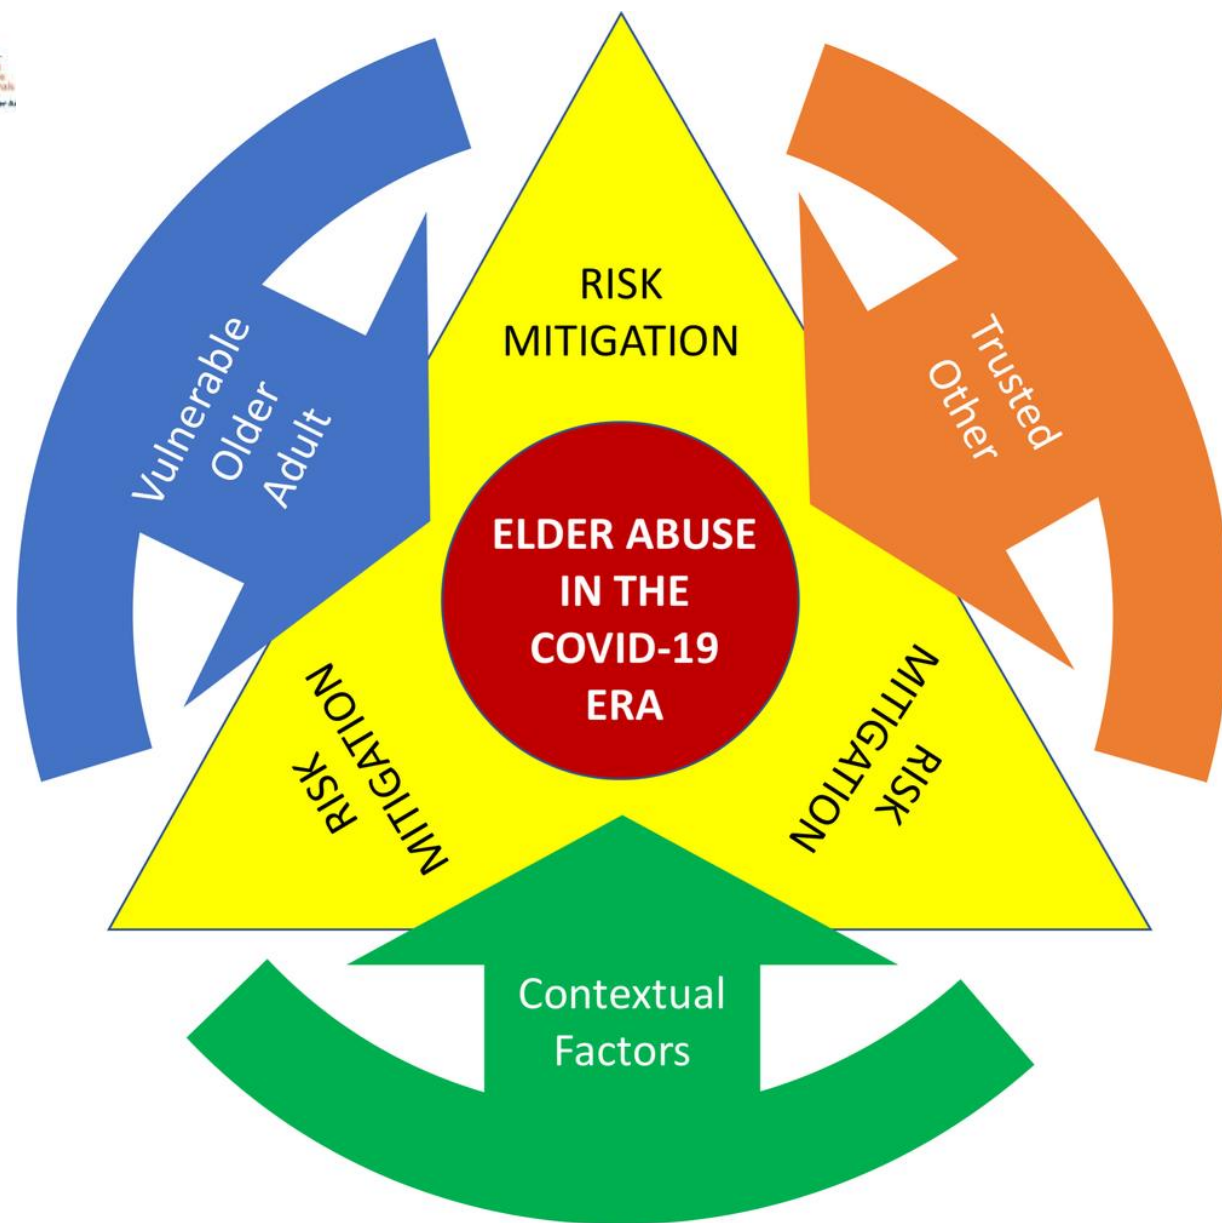 RISK
MITIGATION
Vulnerable
Older
Adult
Trusted
Other
ELDER ABUSE
IN THE
COVID-19
ERA
RISK
MITIGATION
RISK
MITIGATION
Contextual
Factors